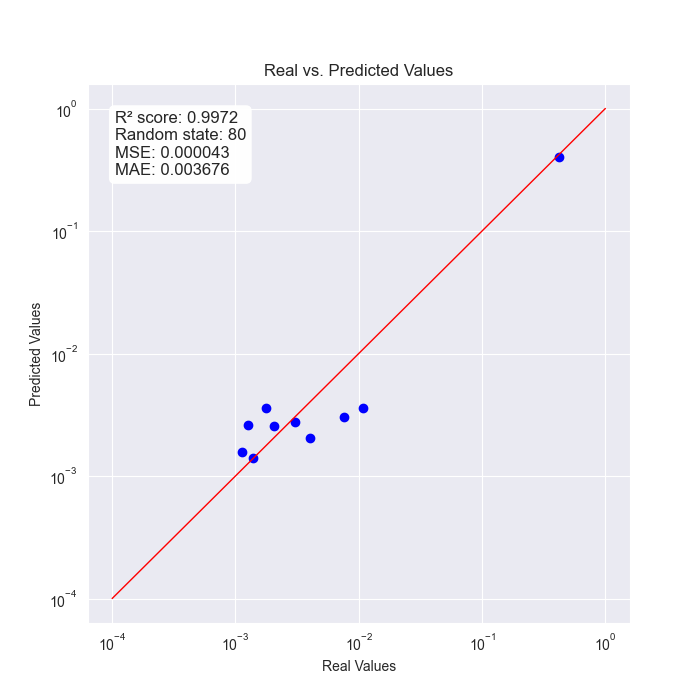 Real vs. Predicted Values
R² score: 0.9972
Random state: 80
MSE: 0.000043
MAE: 0.003676
Predicted Values
10⁰
10⁻¹
10⁻²
10⁻³
10⁻⁴
10⁻⁴ 10⁻³ 10⁻² 10⁻¹ 10⁰
Real Values